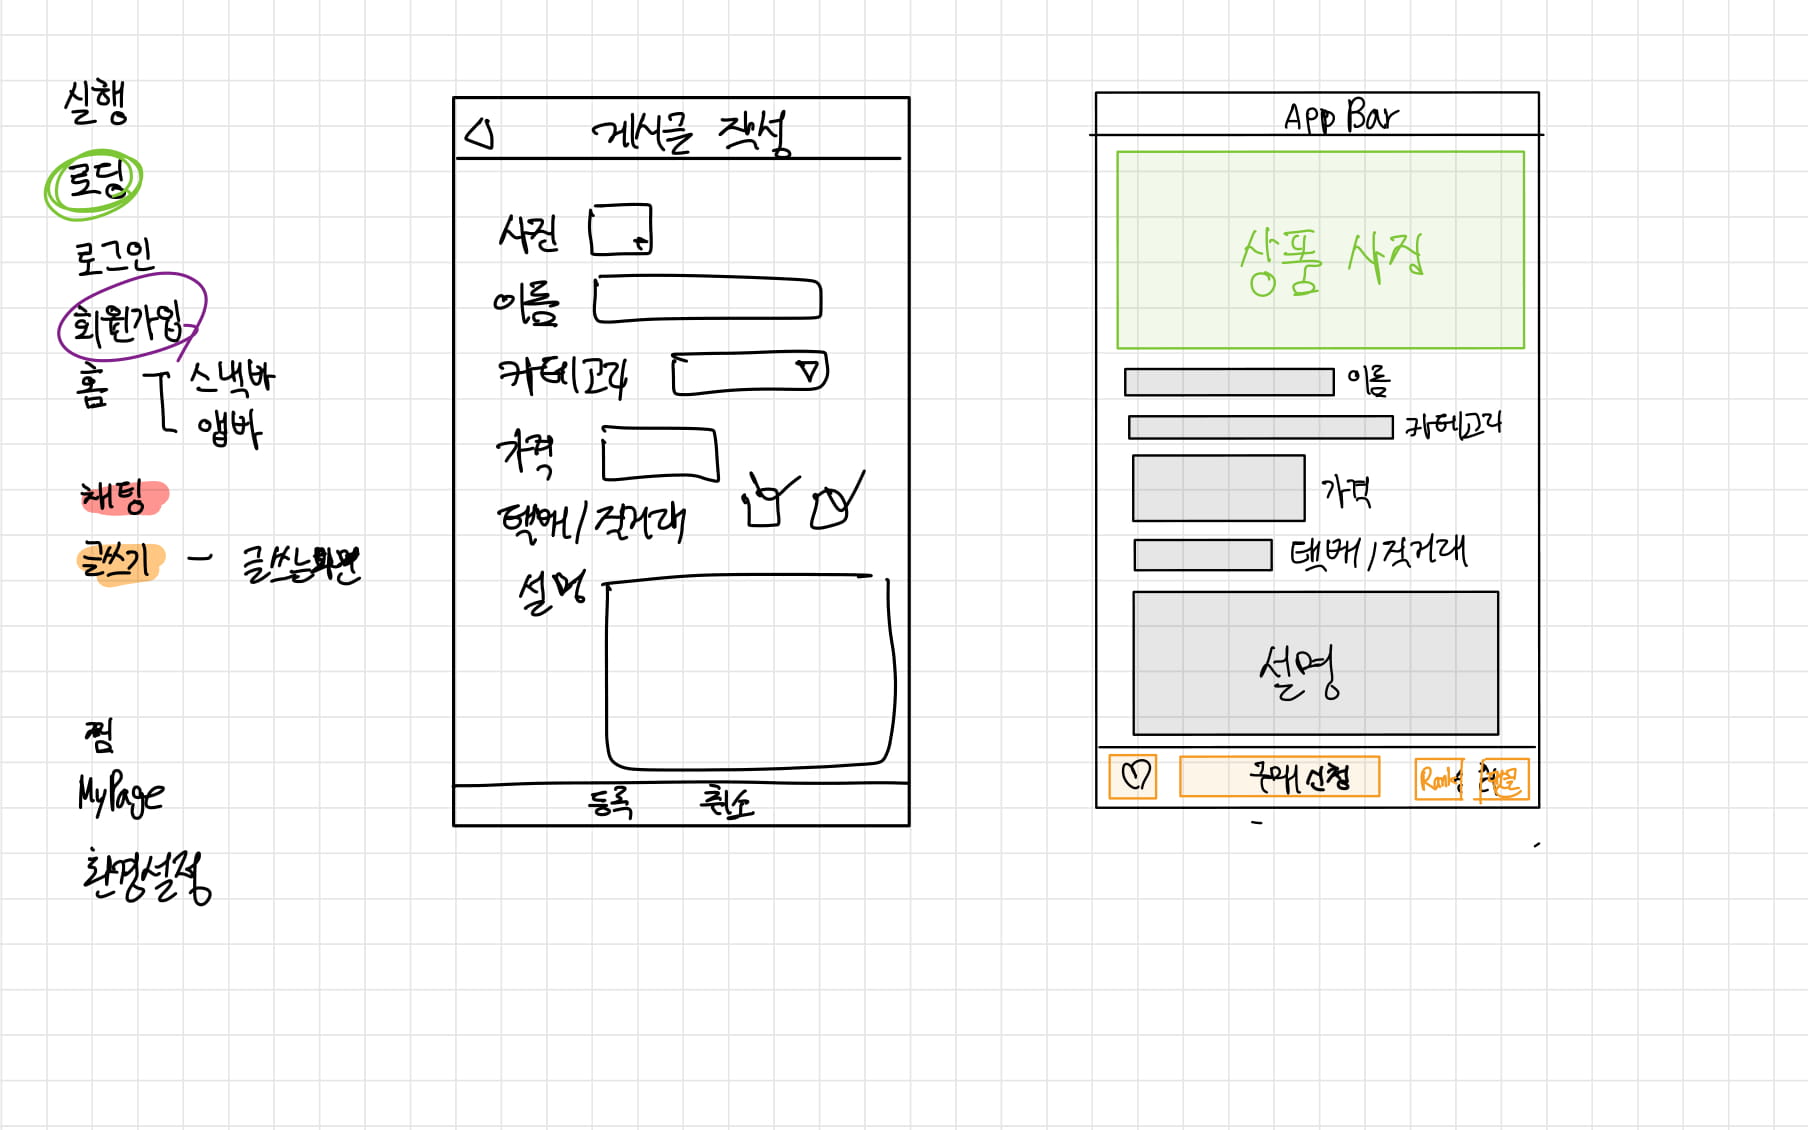 실행
로딩
로그인
회원가입
홈
스낵바
앱바
채팅
글쓰기 - 글쓰는화면
찜
MyPage
환경설정
게시글 작성
사진
이름
카테고리
가격
택배/직거래
설명
등록 취소
App Bar
상품 사진
이름
카테고리
가격
택배/직거래
설명
구매 신청